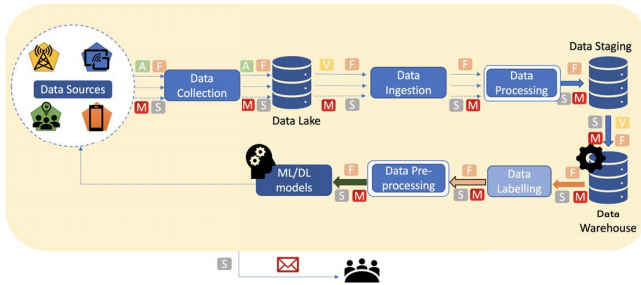 Data Staging
A F
A F
V F
F
F
Data Sources
Data
Collection
Data
Ingestion
Data
Processing
M S
M S
M S
S M
S M
Data Lake
S V
M F
ML/DL
models
F
Data Pre-
processing
F
Data
Labelling
F
S M
S M
S M
Data
Warehouse
S